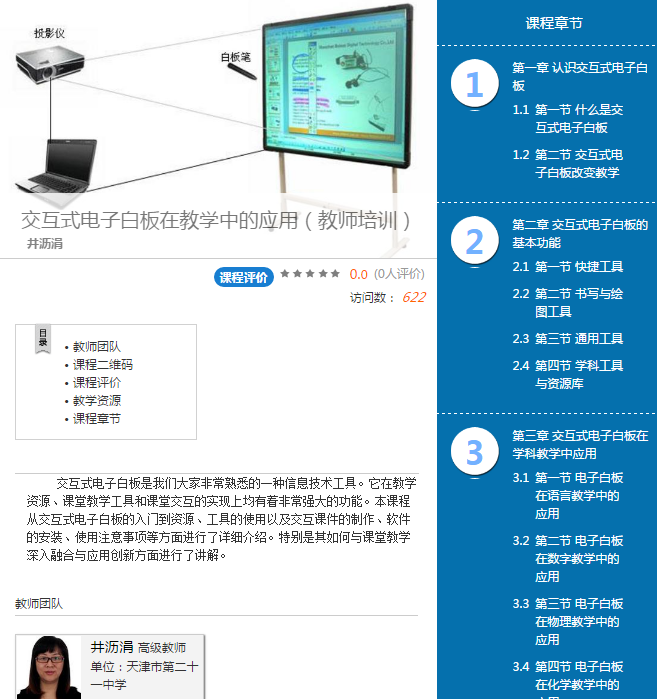 投影仪
白板笔
交互式电子白板在教学中的应用（教师培训）
井沥涓
课程评价 0.0 (0人评价)
访问数： 622
目录
• 教师团队
• 课程二维码
• 课程评价
• 教学资源
• 课程章节
交互式电子白板是我们大家非常熟悉的一种信息技术工具。它在教学
资源、课堂教学工具和课堂交互的实现上均有着非常强大的功能。本课程
从交互式电子白板的入门到资源、工具的使用以及交互课件的制作、软件
的安装、使用注意事项等方面进行了详细介绍。特别是其如何与课堂教学
深入融合与应用创新方面进行了讲解。
教师团队
井沥涓 高级教师
单位：天津市第二十
一中学
课程章节
1
第一章 认识交互式电子白
板
1.1 第一节 什么是交
互式电子白板
1.2 第二节 交互式电
子白板改变教学
2
第二章 交互式电子白板的
基本功能
2.1 第一节 快捷工具
2.2 第二节 书写与绘
图工具
2.3 第三节 通用工具
2.4 第四节 学科工具
与资源库
3
第三章 交互式电子白板在
学科教学中应用
3.1 第一节 电子白板
在语言教学中的
应用
3.2 第二节 电子白板
在数字教学中的
应用
3.3 第三节 电子白板
在物理教学中的
应用
3.4 第四节 电子白板
在化学教学中的